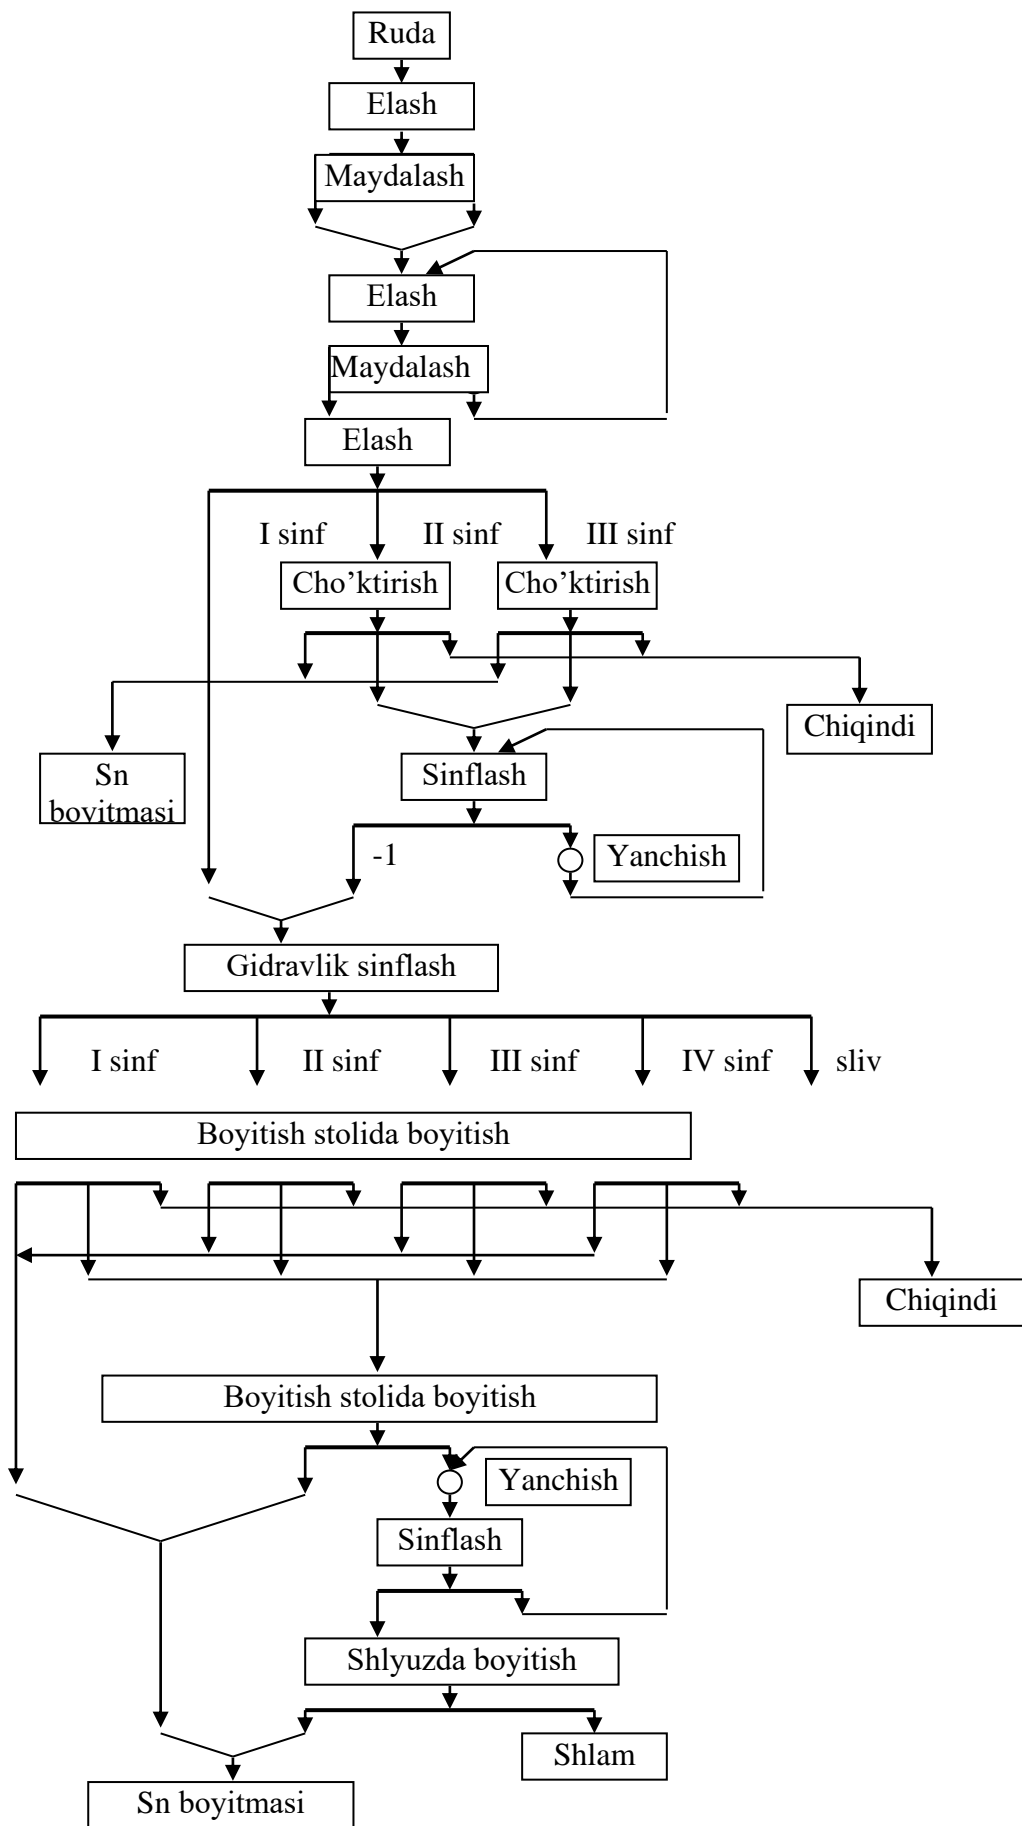 Ruda
Elash
Maydalash
Elash
Maydalash
Elash
I sinf
II sinf
III sinf
Cho’ktirish
Cho’ktirish
Chiqindi
Sn
bovitmasi
Sinflash
-1
Yanchish
Gidravlik sinflash
I sinf
II sinf
III sinf
IV sinf
sliv
Boyitish stolida boyitish
Chiqindi
Boyitish stolida boyitish
Yanchish
Sinflash
Shlyuzda boyitish
Shlam
Sn boyitmasi